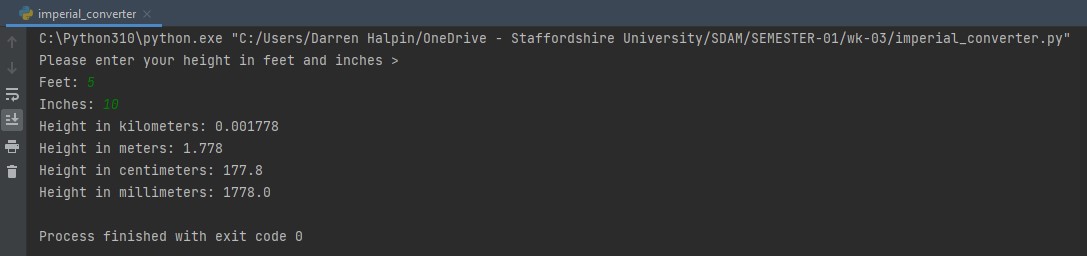 imperial_converter
C:\Python310\python.exe "C:/Users/Darren Halpin/OneDrive - Staffordshire University/SDAM/SEMESTER-01/wk-03/imperial_converter.py"
Please enter your height in feet and inches >
Feet: 5
Inches: 10
Height in kilometers: 0.001778
Height in meters: 1.778
Height in centimeters: 177.8
Height in millimeters: 1778.0
Process finished with exit code 0